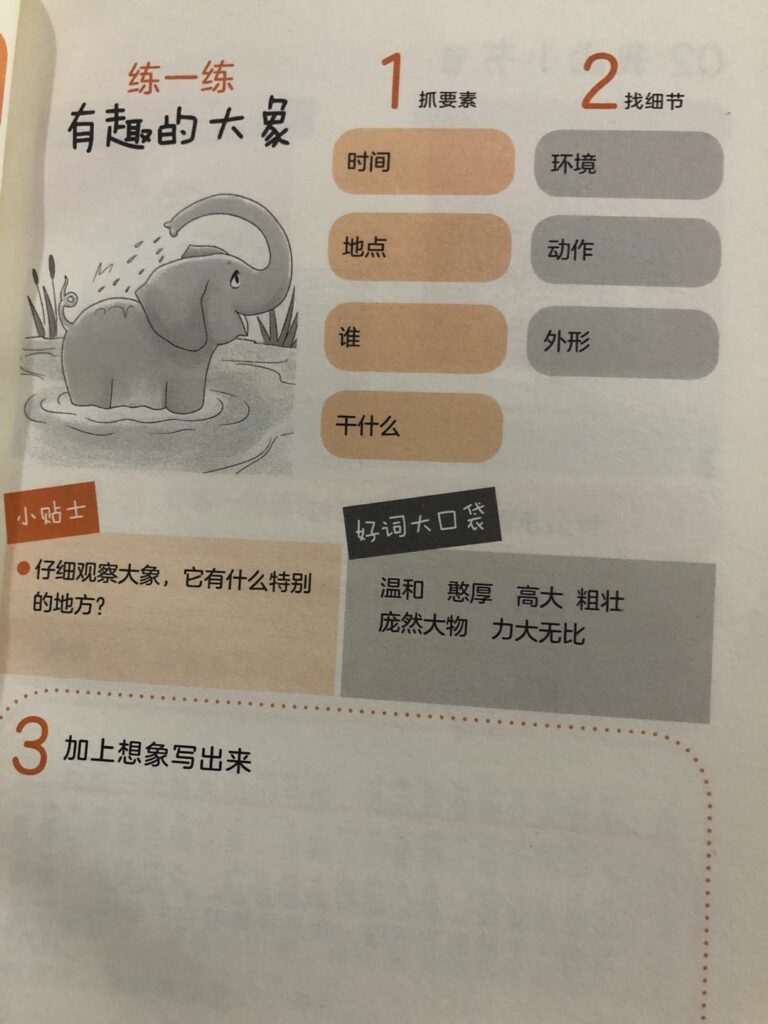 练一练
有趣的大象
1 抓要素
时间
地点
谁
干什么
2 找细节
环境
动作
外形
小贴士
仔细观察大象，它有什么特别
的地方？
好词大口袋
温和 憨厚 高大 粗壮
庞然大物 力大无比
3 加上想象写出来